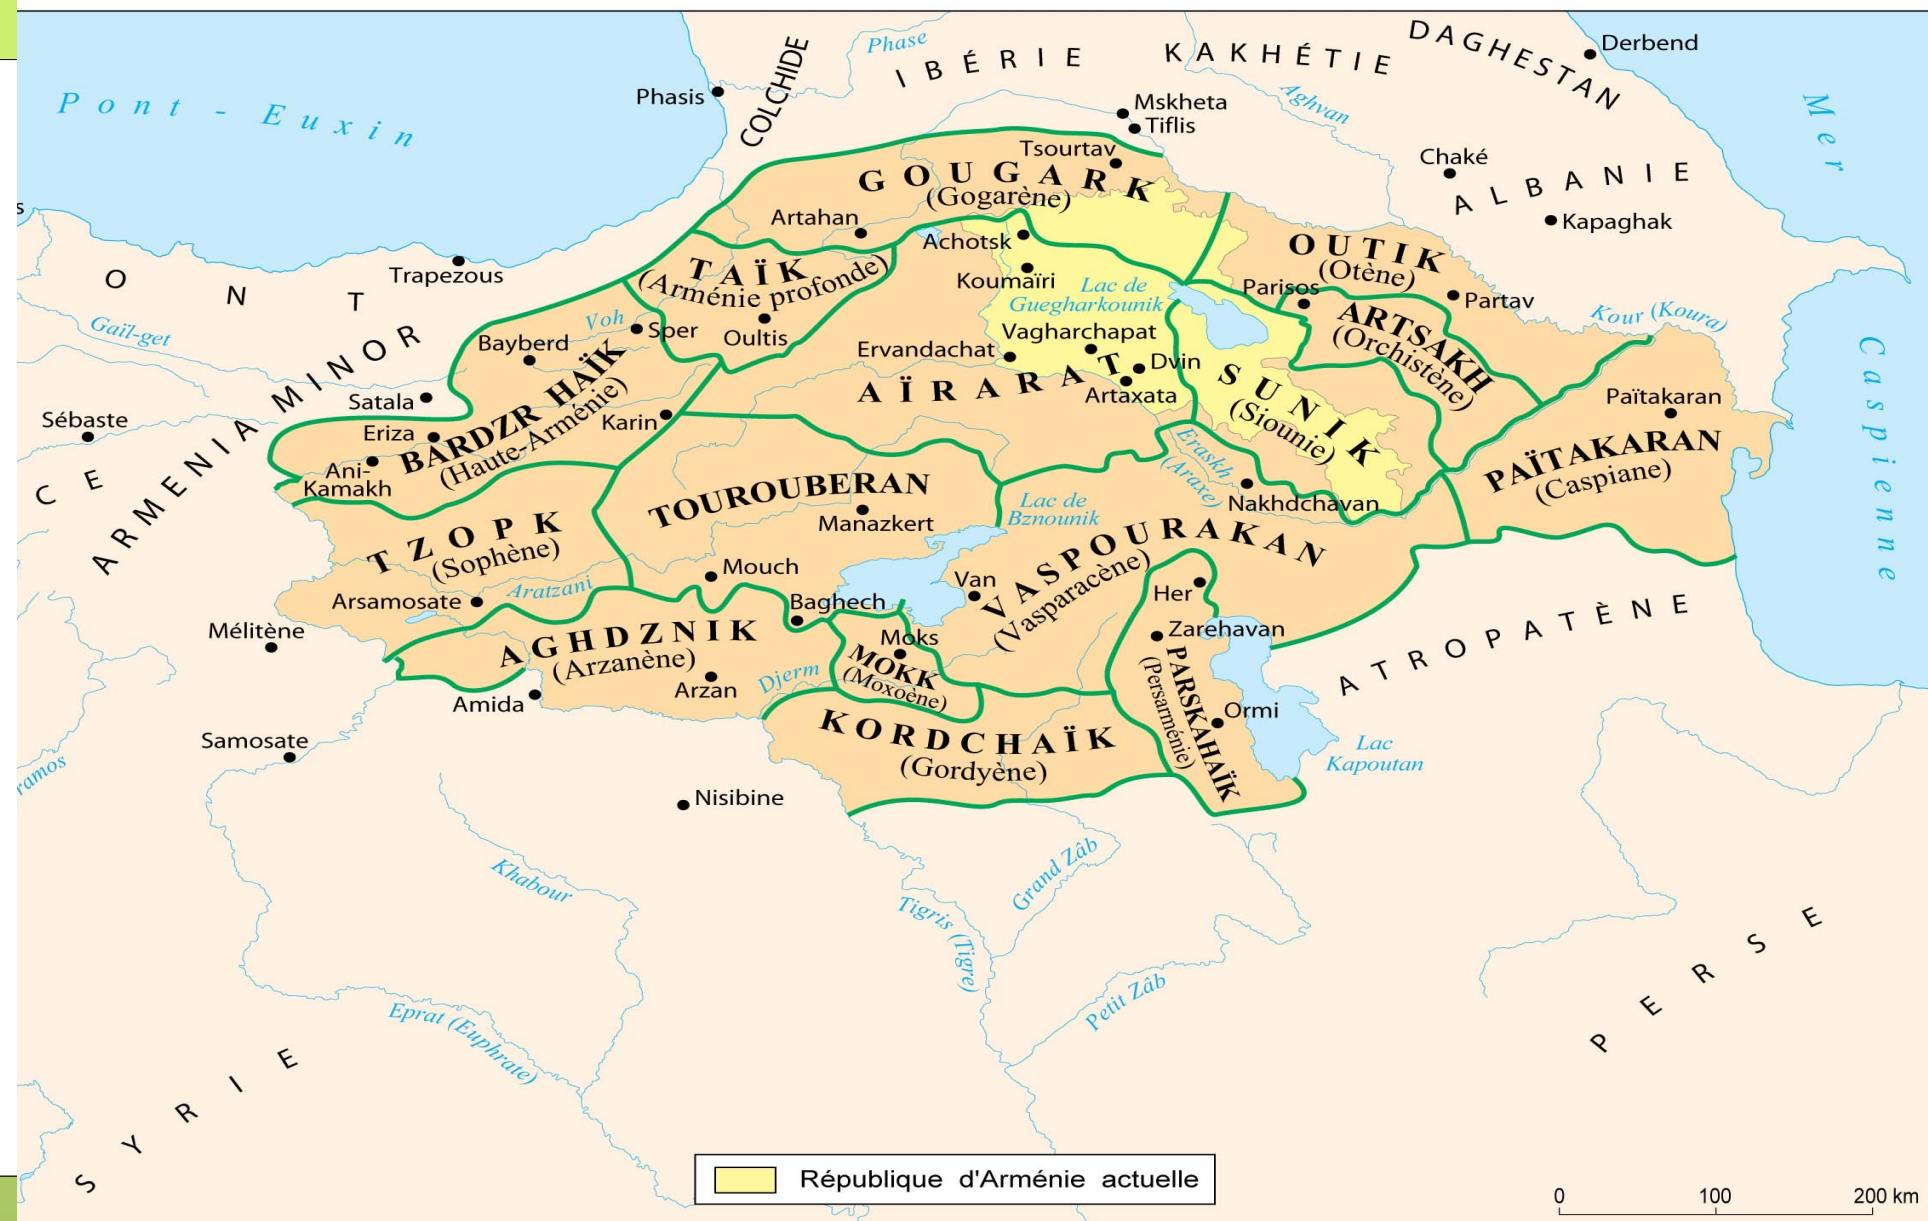 Pont - Euxin
Phase
COLCHIDE
IBÉRIE
KAKHÉTIE
DAGHESTAN
Derbend
Phasis
Mskheta
Tiflis
Aghvan
Mer
Caspienne
Tsourtav
GOUGARK
(Gogarène)
Chaké
ALBANIE
Kapaghak
Artahan
Achotsk
OUTIK
(Otène)
Trapezous
TAÏK
(Arménie profonde)
Koumaïri
Lac de
Guegharkounik
Parisos
Partav
Kour (Koura)
PONT
Gaïl-get
Voh
Sper
Oultis
Vagharchapat
ARTSAKH
(Orchistène)
Bayberd
Ervandachat
Dvin
AÏRARAT
Artaxata
SUNIK
(Siounie)
Satala
BARDZR HAÏK
(Haute-Arménie)
Karin
Païtakaran
PAÏTAKARAN
(Caspiane)
Sébaste
ARMENIA MINOR
Eriza
Ani-
Kamakh
Eraskh
(Araxe)
Nakhdchavan
CE
TOUROUBERAN
Manazkert
Lac de
Bznounik
TZOPK
(Sophène)
Aratzani
Arsamosate
Mouch
Baghech
Van
VASPOURAKAN
(Vasparacène)
Her
Zarehavan
ATROPATÈNE
Mélitène
AGHDZNIK
(Arzanène)
Arzan
Djerm
Moks
MOKK
(Moxoène)
PARSKAHAÏK
(Persarménie)
Ormi
Amida
KORDCHAÏK
(Gordyène)
Lac
Kapoutan
Samosate
ramos
Nisibine
Khabour
Grand Zâb
Tigris (Tigre)
Petit Zâb
Eprat (Euphrate)
PERSE
SYRIE
République d'Arménie actuelle
0 100 200 km